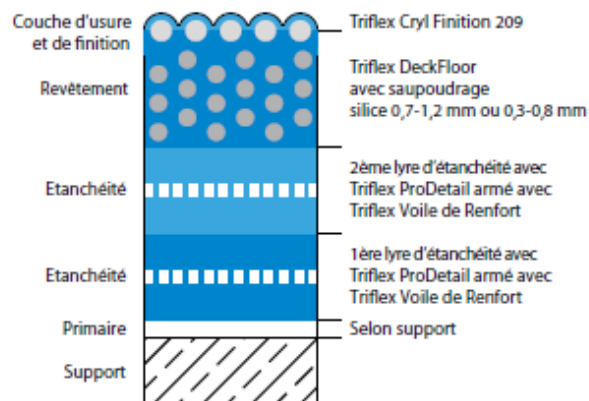 Couche d'usure
et de finition
Triflex Cryl Finition 209
Revêtement
Triflex DeckFloor
avec saupoudrage
silice 0,7-1,2 mm ou 0,3-0,8 mm
Etanchéité
2ème lyre d'étanchéité avec
Triflex ProDetail armé avec
Triflex Voile de Renfort
Etanchéité
1ère lyre d'étanchéité avec
Triflex ProDetail armé avec
Triflex Voile de Renfort
Primaire
Selon support
Support